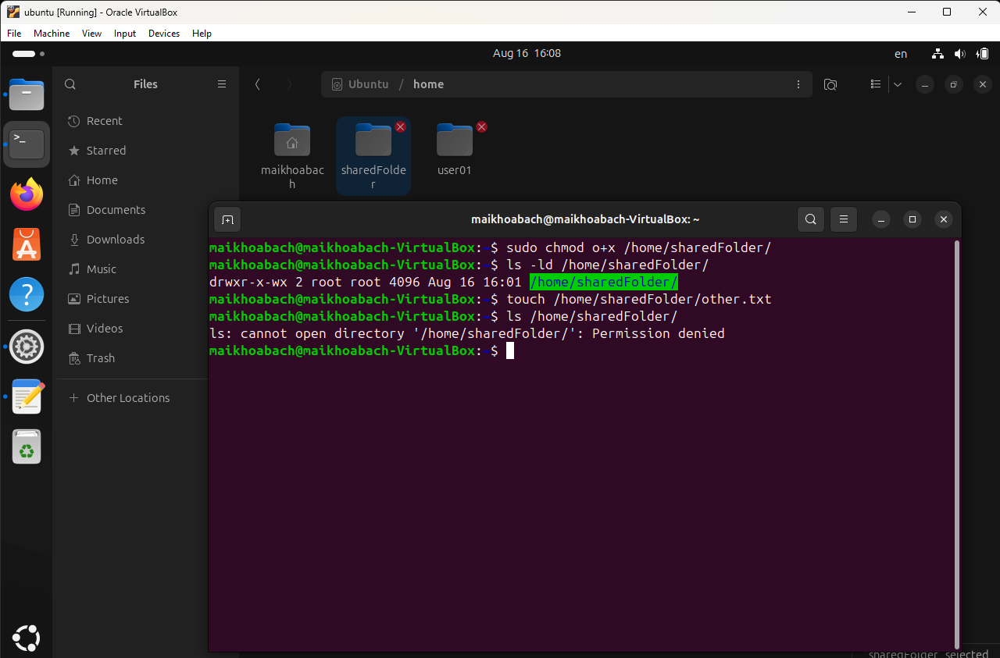 ubuntu [Running] - Oracle VirtualBox
File Machine View Input Devices Help
Aug 16 16:08
en
Files
Ubuntu / home
Recent
Starred
Home
Documents
Downloads
Music
Pictures
Videos
Trash
Other Locations
maikhoabac
h
sharedFolde
r
user01
maikhoabach@maikhoabach-VirtualBox: ~
maikhoabach@maikhoabach-VirtualBox:~$ sudo chmod o+x /home/sharedFolder/
maikhoabach@maikhoabach-VirtualBox:~$ ls -ld /home/sharedFolder/
drwxr-x-wx 2 root root 4096 Aug 16 16:01 /home/sharedFolder/
maikhoabach@maikhoabach-VirtualBox:~$ touch /home/sharedFolder/other.txt
maikhoabach@maikhoabach-VirtualBox:~$ ls /home/sharedFolder/
ls: cannot open directory '/home/sharedFolder/': Permission denied
maikhoabach@maikhoabach-VirtualBox:~$
sharedFolder selected